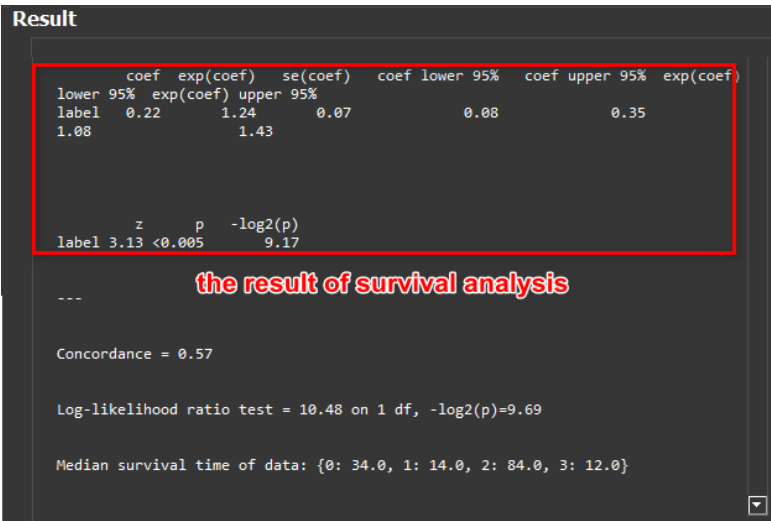 Result
coef exp(coef) se(coef) coef lower 95% coef upper 95% exp(coef)
lower 95% exp(coef) upper 95%
label 0.22 1.24 0.07 0.08 0.35
1.08 1.43
z p -log2(p)
label 3.13 <0.005 9.17
the result of survival analysis
---
Concordance = 0.57
Log-likelihood ratio test = 10.48 on 1 df, -log2(p)=9.69
Median survival time of data: {0: 34.0, 1: 14.0, 2: 84.0, 3: 12.0}